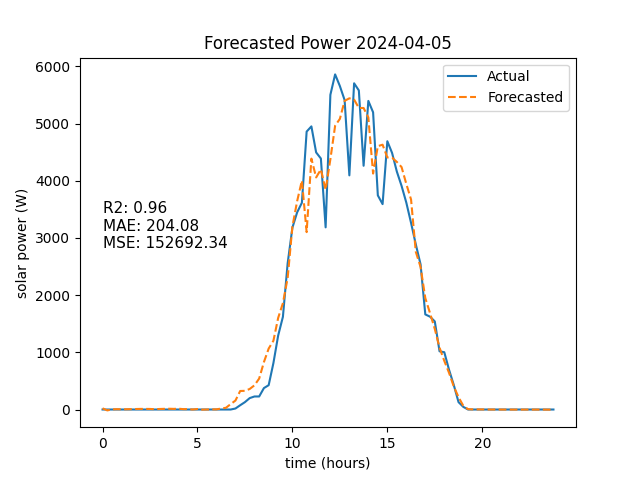 Forecasted Power 2024-04-05
6000
5000
4000
3000
2000
1000
0
solar power (W)
Actual
Forecasted
R2: 0.96
MAE: 204.08
MSE: 152692.34
0 5 10 15 20
time (hours)